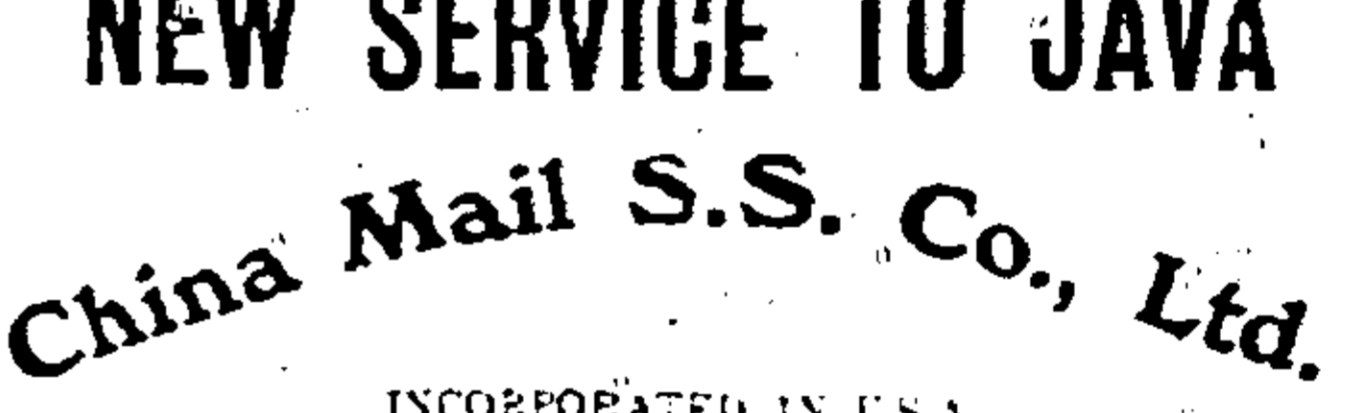 NEW SERVICE TO JAVA
China Mail S.S. Co., Ltd.
INCORPORATED IN U.S.A.